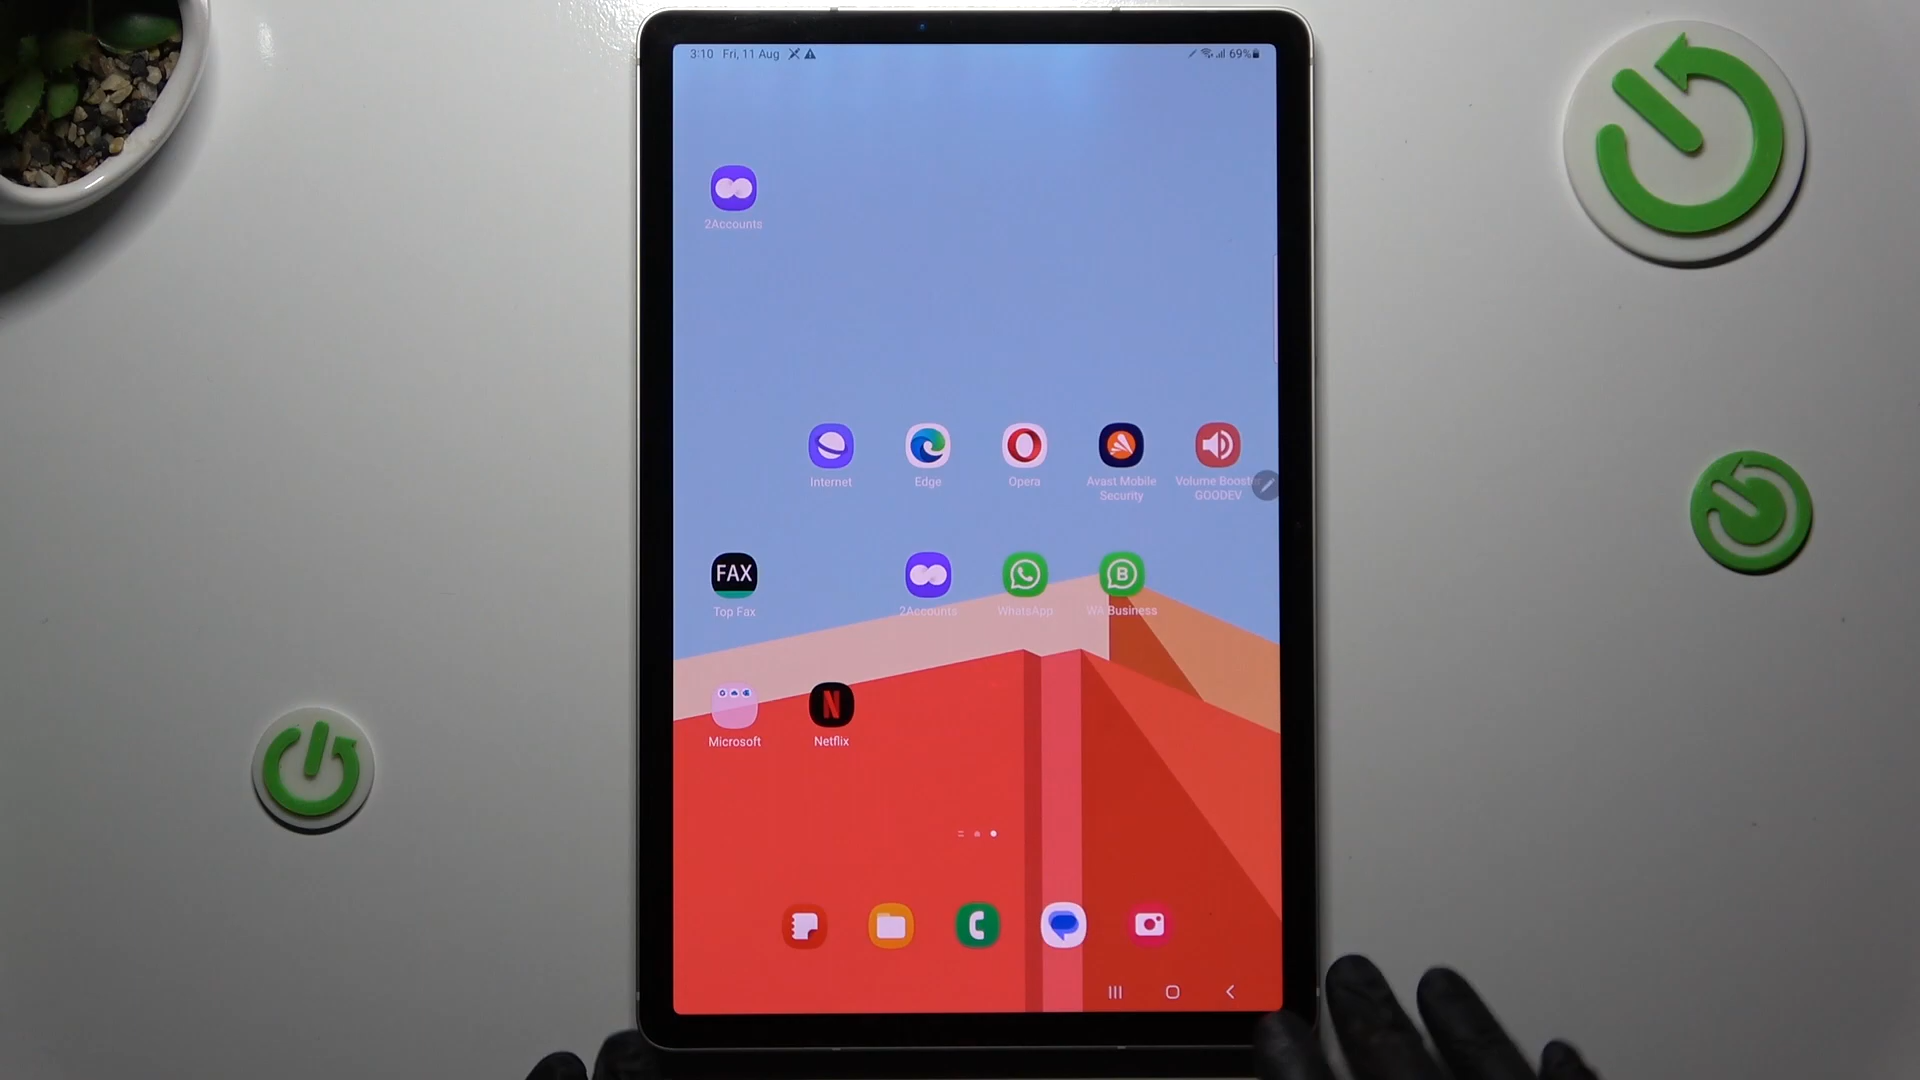 3:10 Fri, 11 Aug
69%
2Accounts
Internet
Edge
Opera
Avast Mobile
Security
Volume Booster
GOODEV
FAX
Top Fax
2Accounts
WhatsApp
B
WA Business
Microsoft
N
Netflix